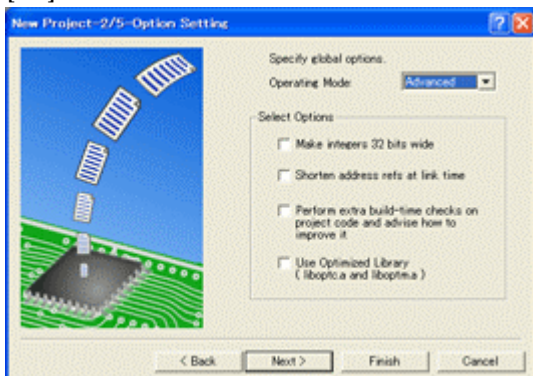 New Project-2/5-Option Setting
Specify global options.
Operating Mode: Advanced
Select Options
Make integers 32 bits wide
Shorten address refs at link time
Perform extra build-time checks on
project code and advise how to
improve it
Use Optimized Library
( liboptc.a and liboptm.a )
< Back
Next >
Finish
Cancel